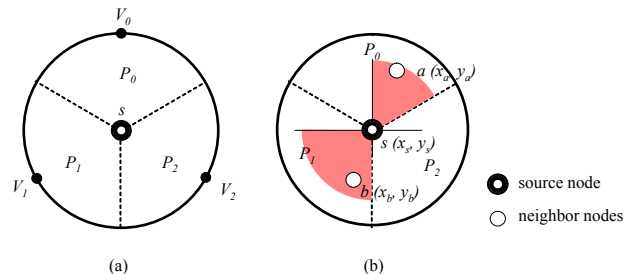 V0
P0
s
P1
P2
V1
V2
(a)
P0
a (xa, ya)
s (xs, ys)
P1
P2
b (xb, yb)
(b)
source node
neighbor nodes